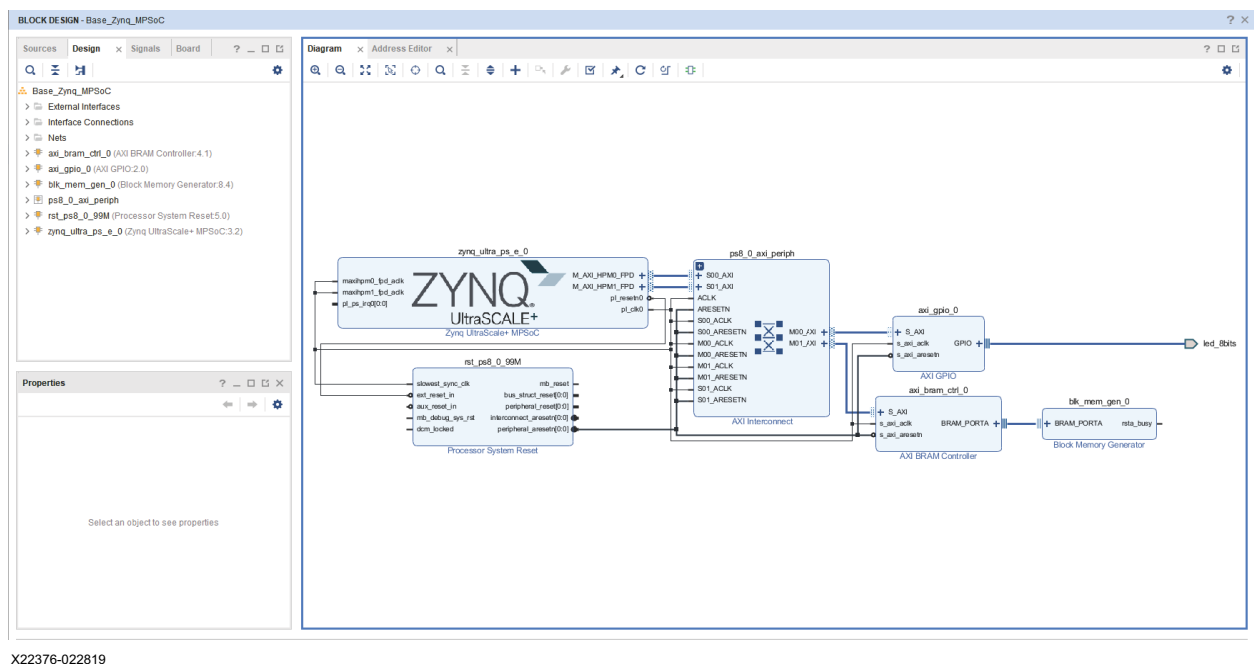 BLOCK DESIGN - Base_Zynq_MPSoC
Sources Design Signals Board
Base_Zynq_MPSoC
External Interfaces
Interface Connections
Nets
axi_bram_ctrl_0 (AXI BRAM Controller:4.1)
axi_gpio_0 (AXI GPIO:2.0)
blk_mem_gen_0 (Block Memory Generator:8.4)
ps8_0_axi_periph
rst_ps8_0_99M (Processor System Reset:5.0)
zynq_ultra_ps_e_0 (Zynq UltraScale+ MPSoC:3.2)
Properties
Select an object to see properties
Diagram Address Editor
zynq_ultra_ps_e_0
maxihpm0_fpd_aclk
maxihpm1_fpd_aclk
pl_ps_irq0[0:0]
ZYNQ
UltraSCALE+
M_AXI_HPM0_FPD
M_AXI_HPM1_FPD
pl_resetn0
pl_clk0
Zynq UltraScale+ MPSoC
rst_ps8_0_99M
slowest_sync_clk
ext_reset_in
aux_reset_in
mb_debug_sys_rst
dcm_locked
mb_reset
bus_struct_reset[0:0]
peripheral_reset[0:0]
interconnect_aresetn[0:0]
peripheral_aresetn[0:0]
Processor System Reset
ps8_0_axi_periph
S00_AXI
S01_AXI
ACLK
ARESETN
S00_ACLK
S00_ARESETN
M00_ACLK
M00_ARESETN
M01_ACLK
M01_ARESETN
S01_ACLK
S01_ARESETN
M00_AXI
M01_AXI
AXI Interconnect
axi_gpio_0
S_AXI
s_axi_aclk
s_axi_aresetn
GPIO
AXI GPIO
led_8bits
axi_bram_ctrl_0
S_AXI
s_axi_aclk
s_axi_aresetn
BRAM_PORTA
AXI BRAM Controller
blk_mem_gen_0
BRAM_PORTA
rsta_busy
Block Memory Generator
X22376-022819